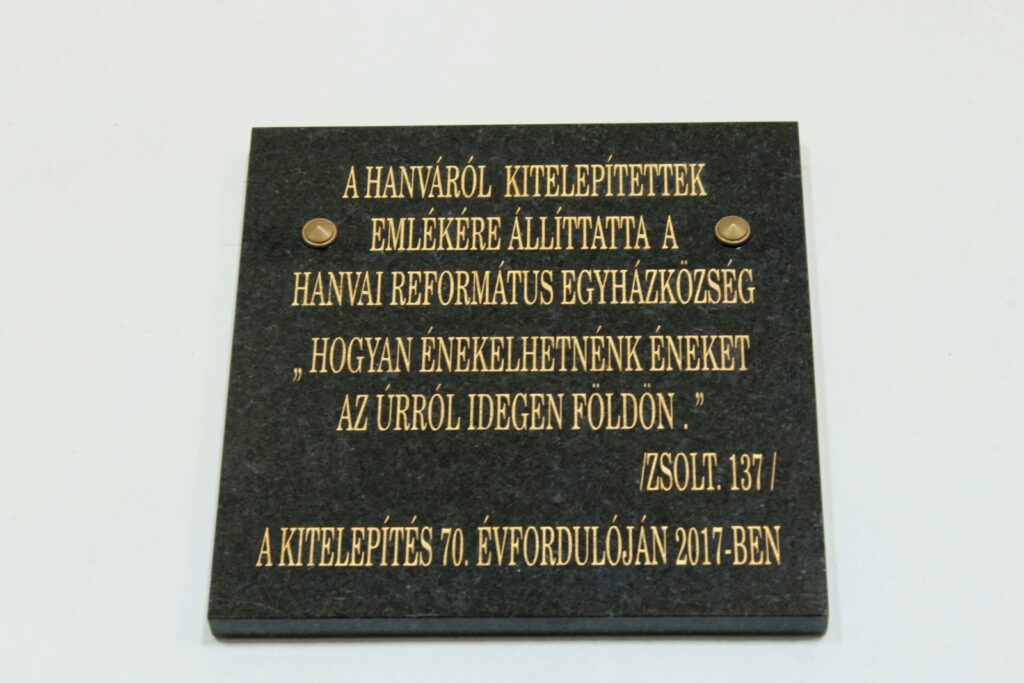 A HANVÁRÓL KITELEPÍTETTEK
EMLÉKÉRE ÁLLÍTTATTA A
HANVAI REFORMÁTUS EGYHÁZKÖZSÉG
„ HOGYAN ÉNEKELHETNÉNK ÉNEKET
AZ ÚRRÓL IDEGEN FÖLDÖN . ”
/ZSOLT. 137 /
A KITELEPÍTÉS 70. ÉVFORDULÓJÁN 2017-BEN